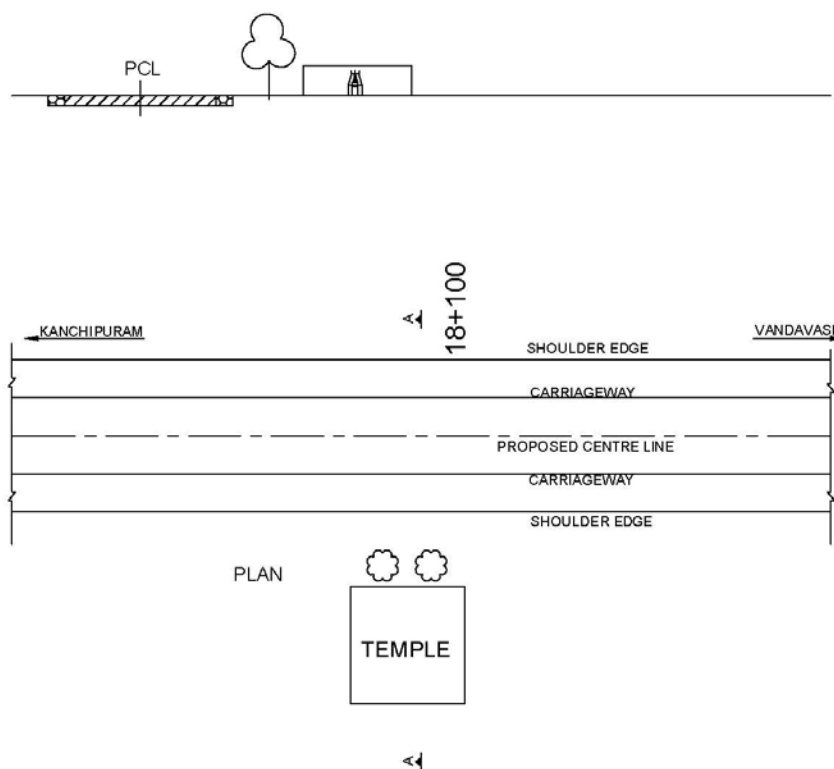 PCL
A
18+100
KANCHIPURAM
VANDAVASI
SHOULDER EDGE
CARRIAGEWAY
PROPOSED CENTRE LINE
CARRIAGEWAY
SHOULDER EDGE
PLAN
TEMPLE
A